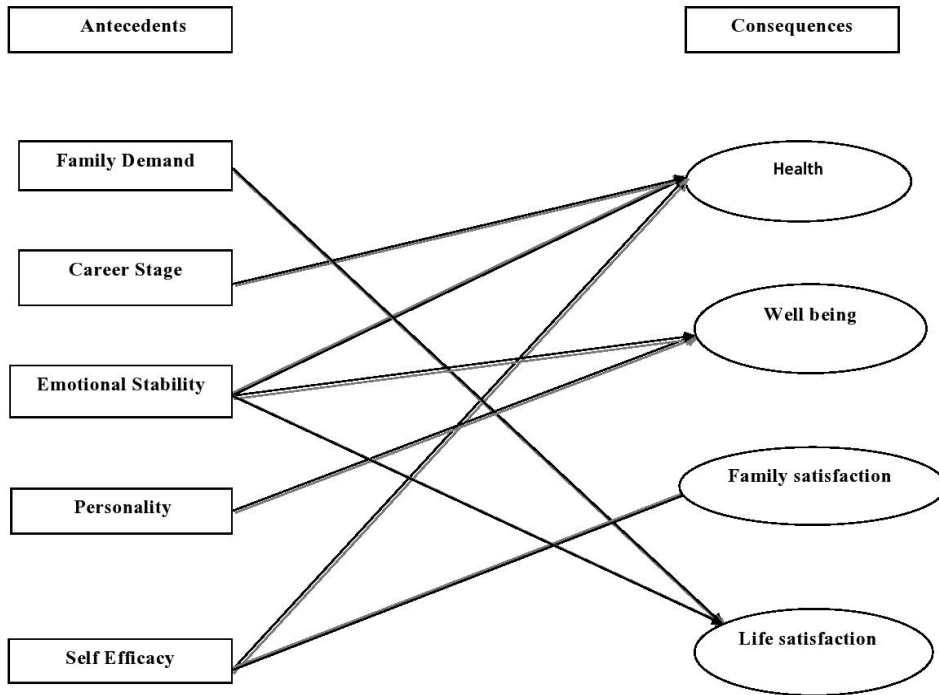 Antecedents
Consequences
Family Demand
Health
Career Stage
Well being
Emotional Stability
Family satisfaction
Personality
Life satisfaction
Self Efficacy